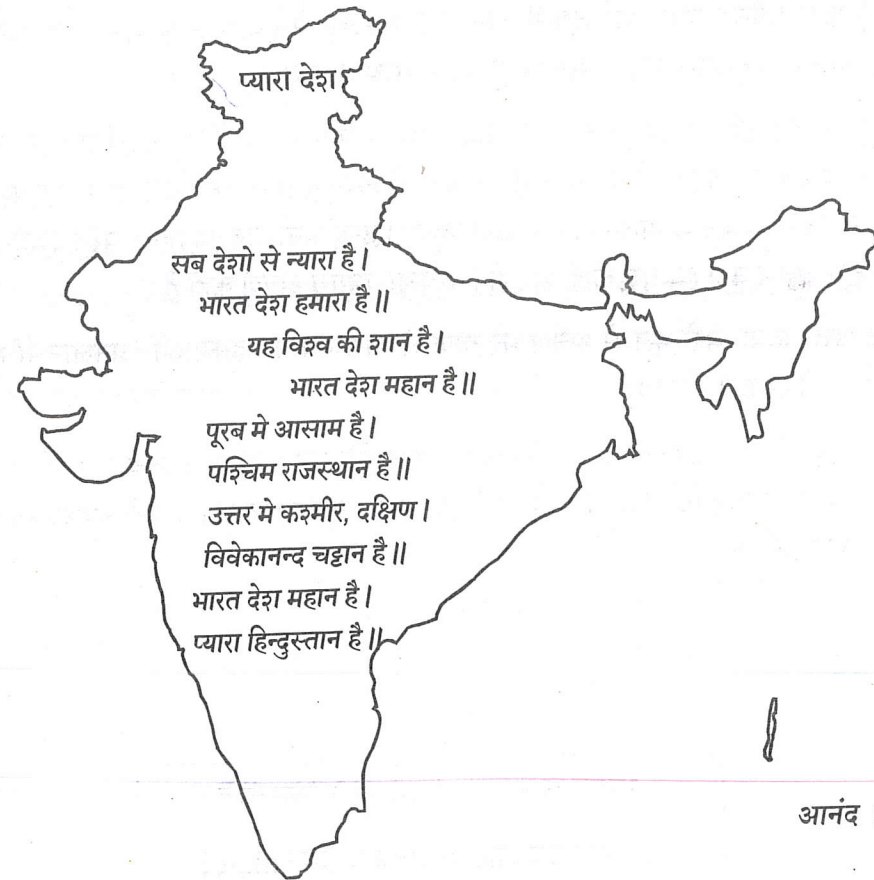 प्यारा देश
सब देशो से न्यारा है।
भारत देश हमारा है॥
यह विश्व की शान है।
भारत देश महान है॥
पूरब मे आसाम है।
पश्चिम राजस्थान है॥
उत्तर मे कश्मीर, दक्षिण।
विवेकानन्द चट्टान है॥
भारत देश महान है।
प्यारा हिन्दुस्तान है॥
आनंद